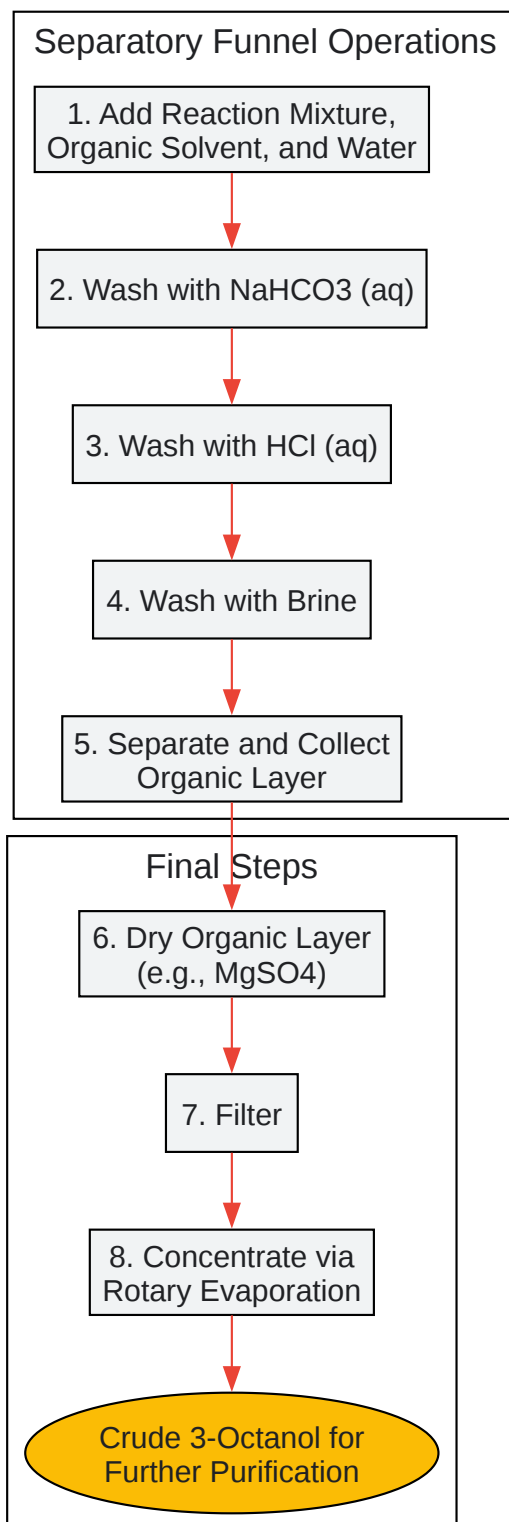 Separatory Funnel Operations
1. Add Reaction Mixture,
Organic Solvent, and Water
2. Wash with NaHCO3 (aq)
3. Wash with HCl (aq)
4. Wash with Brine
5. Separate and Collect
Organic Layer
Final Steps
6. Dry Organic Layer
(e.g., MgSO4)
7. Filter
8. Concentrate via
Rotary Evaporation
Crude 3-Octanol for
Further Purification